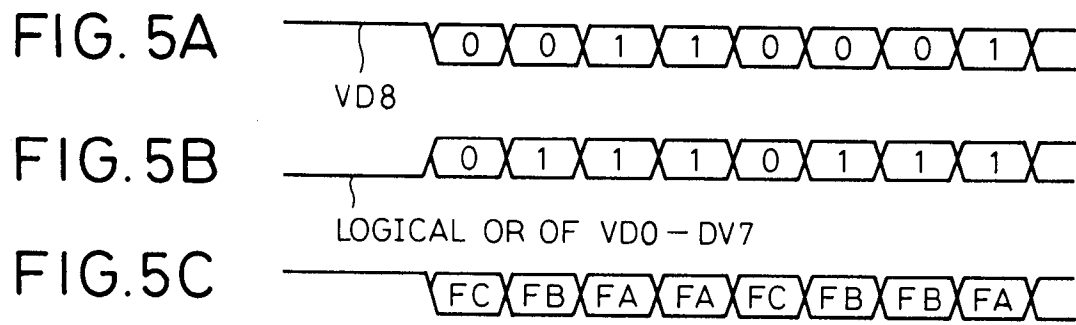 FIG. 5A 0 0 1 1 0 0 0 1
VD8
FIG. 5B 0 1 1 1 0 1 1 1
LOGICAL OR OF VD0 – DV7
FIG. 5C FC FB FA FA FC FB FB FA